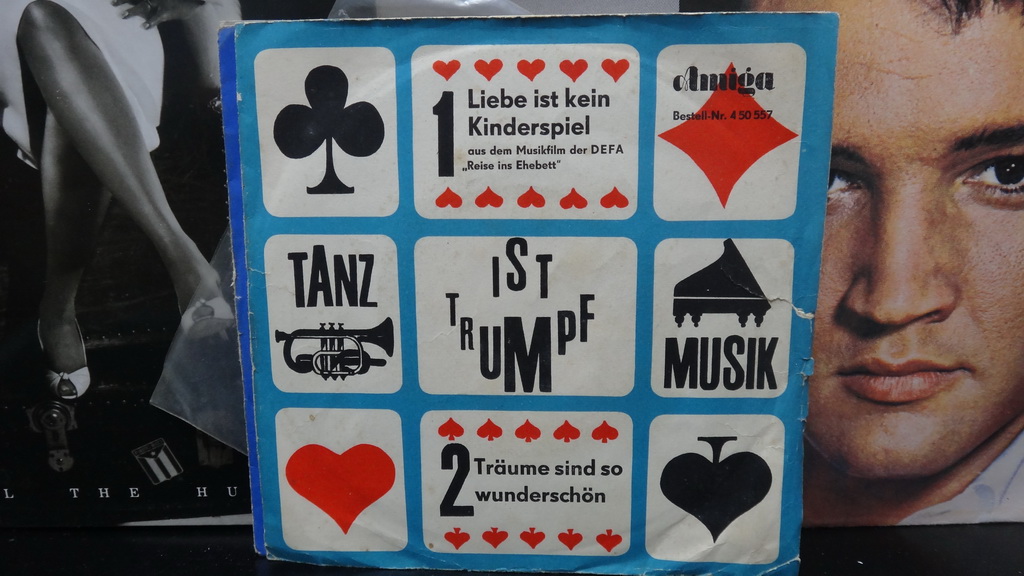 1
Liebe ist kein
Kinderspiel
aus dem Musikfilm der DEFA
„Reise ins Ehebett"
Amiga
Bestell-Nr. 4 50 557
TANZ
IST
TRUMPF
MUSIK
2
Träume sind so
wunderschön
L THE HU